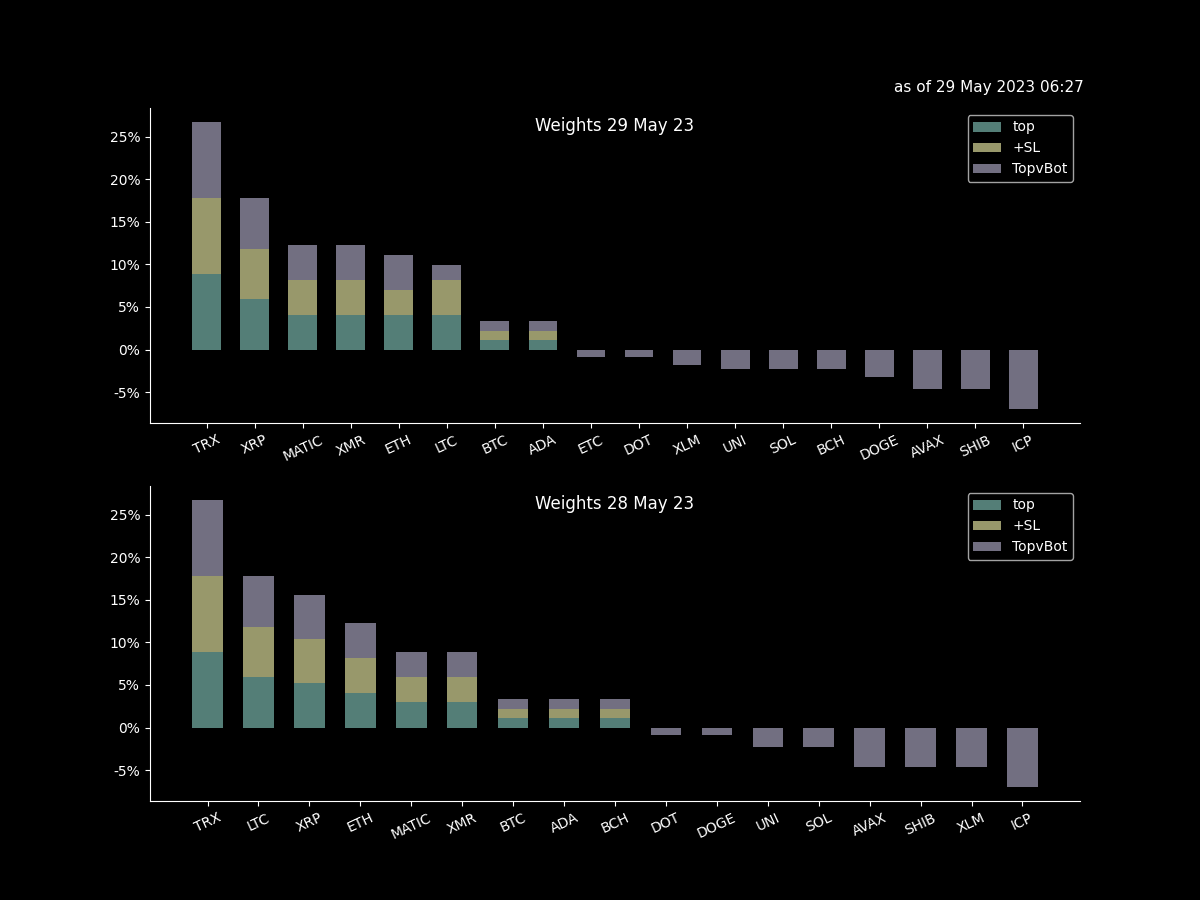 as of 29 May 2023 06:27
Weights 29 May 23
top
+SL
TopvBot
25%
20%
15%
10%
5%
0%
-5%
TRX XRP MATIC XMR ETH LTC BTC ADA ETC DOT XLM UNI SOL BCH DOGE AVAX SHIB ICP
Weights 28 May 23
top
+SL
TopvBot
25%
20%
15%
10%
5%
0%
-5%
TRX LTC XRP ETH MATIC XMR BTC ADA BCH DOT DOGE UNI SOL AVAX SHIB XLM ICP